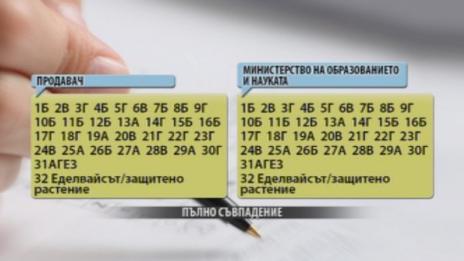 ПРОДАВАЧ
1Б 2В 3Г 4Б 5Г 6В 7Б 8Б 9Г
10Б 11Б 12Б 13А 14Г 15Б 16Б
17Г 18Г 19А 20В 21Г 22Г 23Г
24В 25А 26Б 27А 28В 29А 30Г
31АГЕЗ
32 Еделвайсът/защитено
растение
МИНИСТЕРСТВО НА ОБРАЗОВАНИЕТО
И НАУКАТА
1Б 2В 3Г 4Б 5Г 6В 7Б 8Б 9Г
10Б 11Б 12Б 13А 14Г 15Б 16Б
17Г 18Г 19А 20В 21Г 22Г 23Г
24В 25А 26Б 27А 28В 29А 30Г
31АГЕЗ
32 Еделвайсът/защитено
растение
ПЪЛНО СЪВПАДЕНИЕ